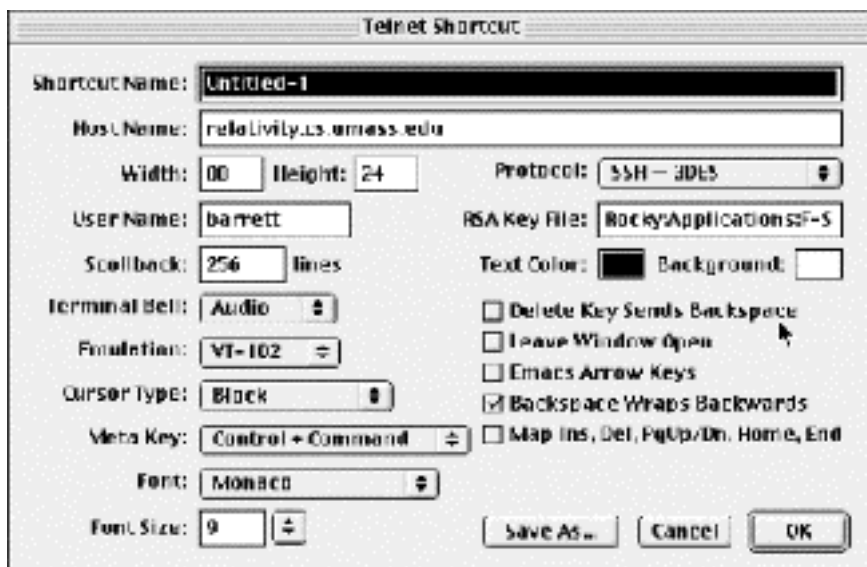 Telnet Shortcut
Shortcut Name: Untitled-1
Host Name: relativity.cs.umass.edu
Width: 80 Height: 24 Protocol: SSH — 3DES
User Name: barrett RSA Key File: Rocky:Applications:F-S
Scollback: 256 lines Text Color: Background:
Terminal Bell: Audio
Delete Key Sends Backspace
Emulation: VT-102
Leave Window Open
Emacs Arrow Keys
Cursor Type: Block
Backspace Wraps Backwards
Meta Key: Control + Command
Map Ins, Del, PgUp/Dn, Home, End
Font: Monaco
Font Size: 9
Save As... Cancel OK